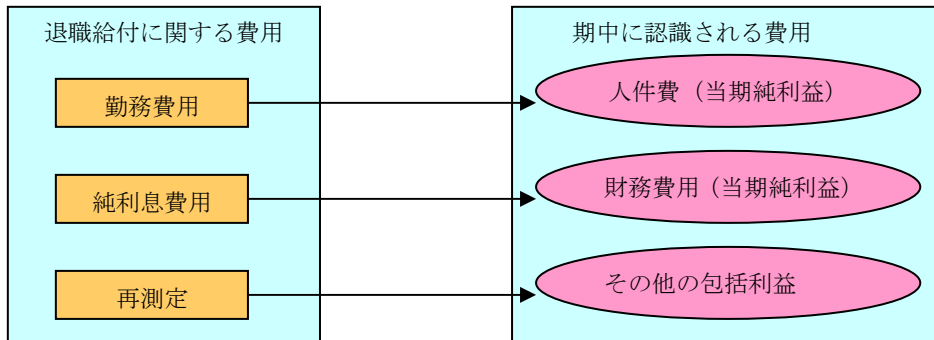 退職給付に関する費用
勤務費用
純利息費用
再測定
期中に認識される費用
人件費（当期純利益）
財務費用（当期純利益）
その他の包括利益